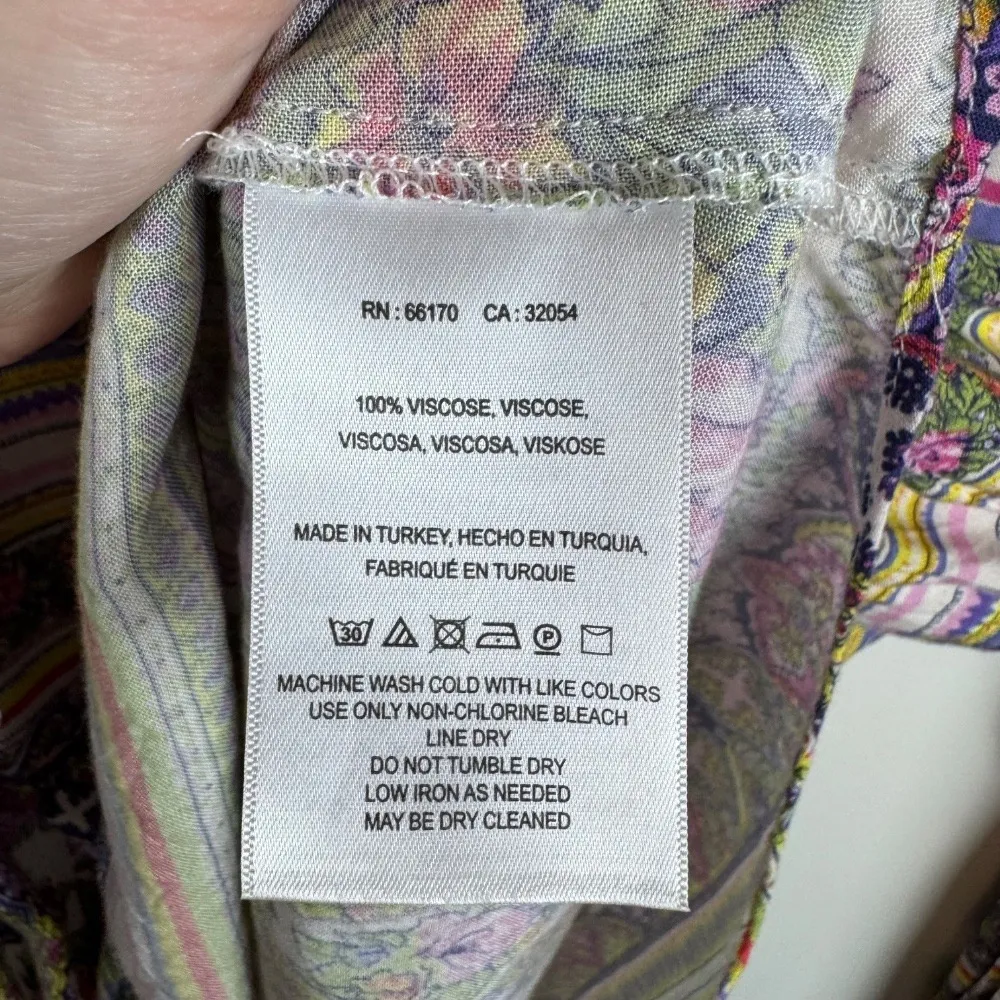 RN : 66170 CA : 32054
100% VISCOSE, VISCOSE,
VISCOSA, VISCOSA, VISKOSE
MADE IN TURKEY, HECHO EN TURQUIA,
FABRIQUÉ EN TURQUIE
30 P
MACHINE WASH COLD WITH LIKE COLORS
USE ONLY NON-CHLORINE BLEACH
LINE DRY
DO NOT TUMBLE DRY
LOW IRON AS NEEDED
MAY BE DRY CLEANED